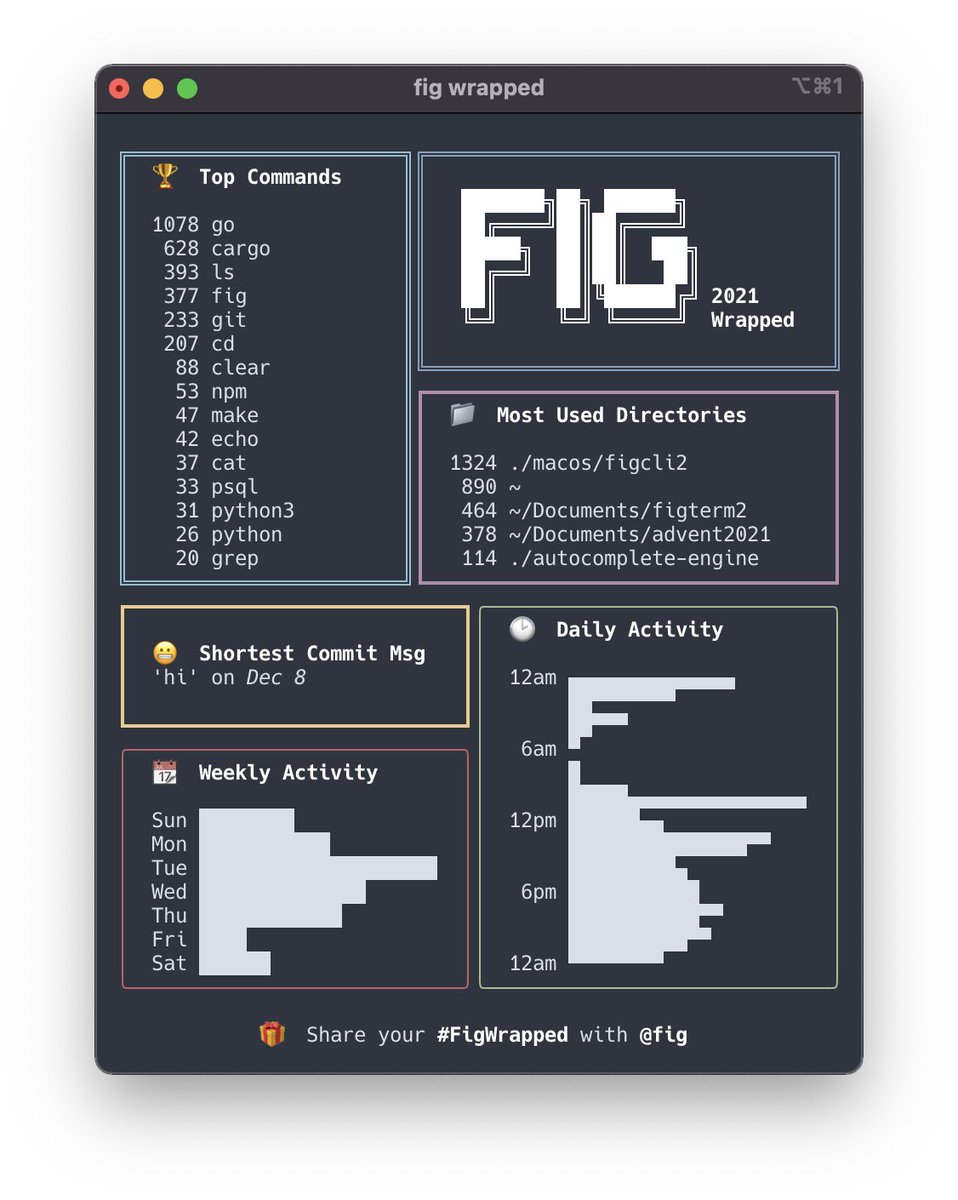 fig wrapped
⌥⌘1
🏆 Top Commands
1078 go
628 cargo
393 ls
377 fig
233 git
207 cd
88 clear
53 npm
47 make
42 echo
37 cat
33 psql
31 python3
26 python
20 grep
FIG
2021
Wrapped
📁 Most Used Directories
1324 ./macos/figcli2
890 ~
464 ~/Documents/figterm2
378 ~/Documents/advent2021
114 ./autocomplete-engine
😬 Shortest Commit Msg
'hi' on Dec 8
📆 Weekly Activity
Sun
Mon
Tue
Wed
Thu
Fri
Sat
🕑 Daily Activity
12am
6am
12pm
6pm
12am
🎁 Share your #FigWrapped with @fig